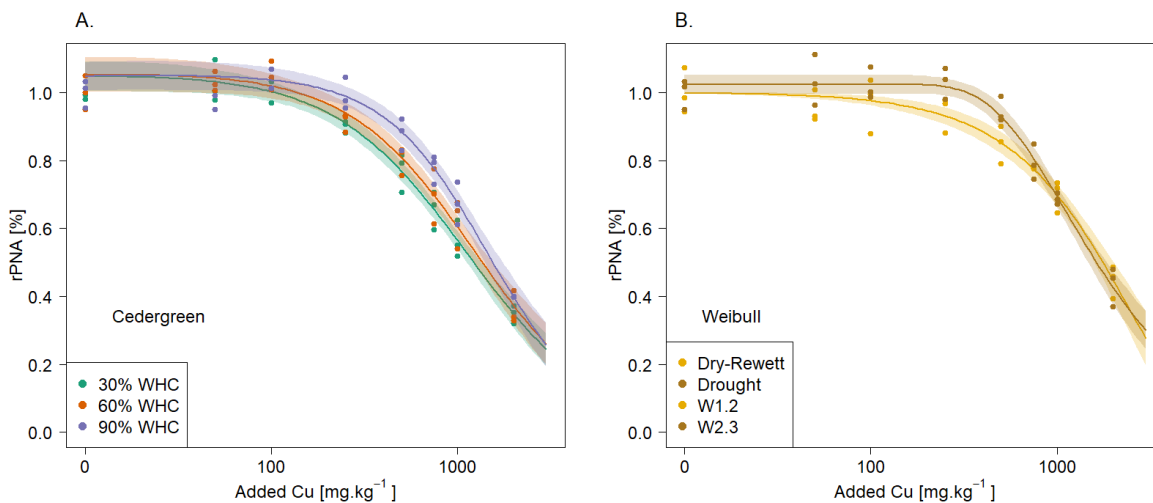 A.
rPNA [%]
1.0
0.8
0.6
0.4
0.2
0.0
Cedergreen
30% WHC
60% WHC
90% WHC
0
100
1000
Added Cu [mg.kg⁻¹ ]
B.
rPNA [%]
1.0
0.8
0.6
0.4
0.2
0.0
Weibull
Dry-Rewett
Drought
W1.2
W2.3
0
100
1000
Added Cu [mg.kg⁻¹ ]